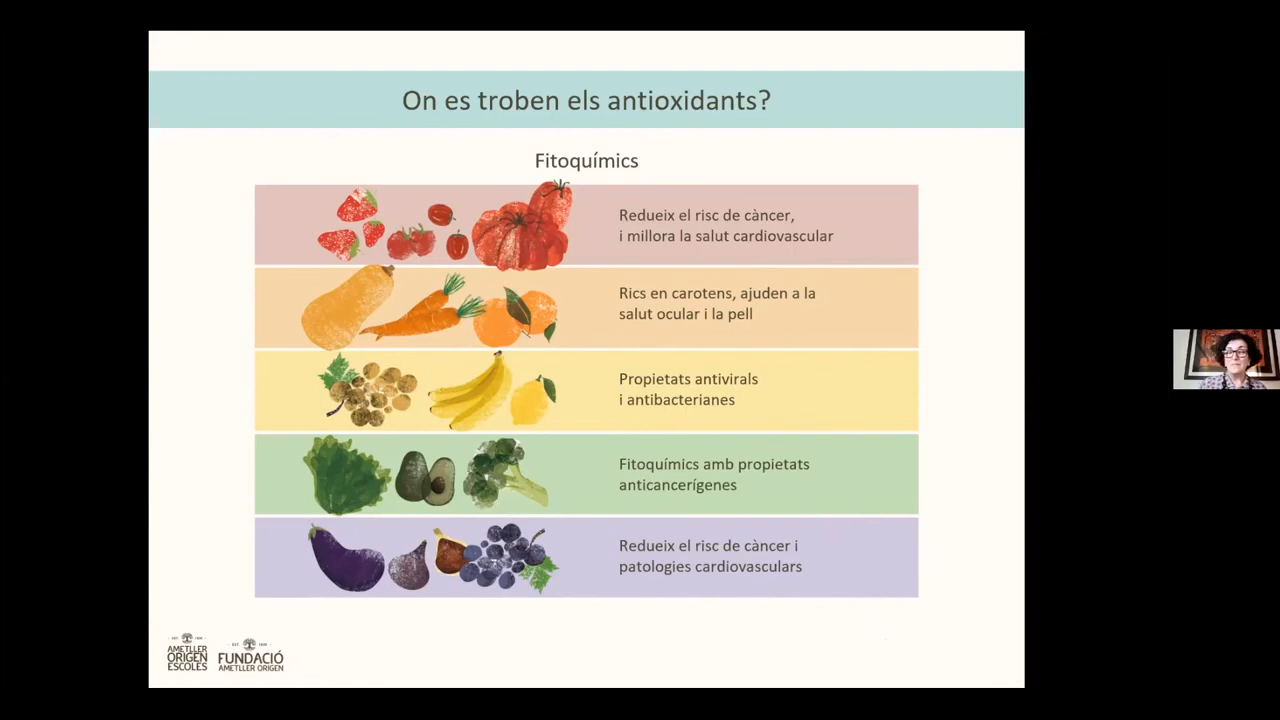 On es troben els antioxidants?
Fitoquímics
Redueix el risc de càncer,
i millora la salut cardiovascular
Rics en carotens, ajuden a la
salut ocular i la pell
Propietats antivirals
i antibacterianes
Fitoquímics amb propietats
anticancerígenes
Redueix el risc de càncer i
patologies cardiovasculars
AMETLLER
ORIGEN
ESCOLES
FUNDACIÓ
AMETLLER ORIGEN